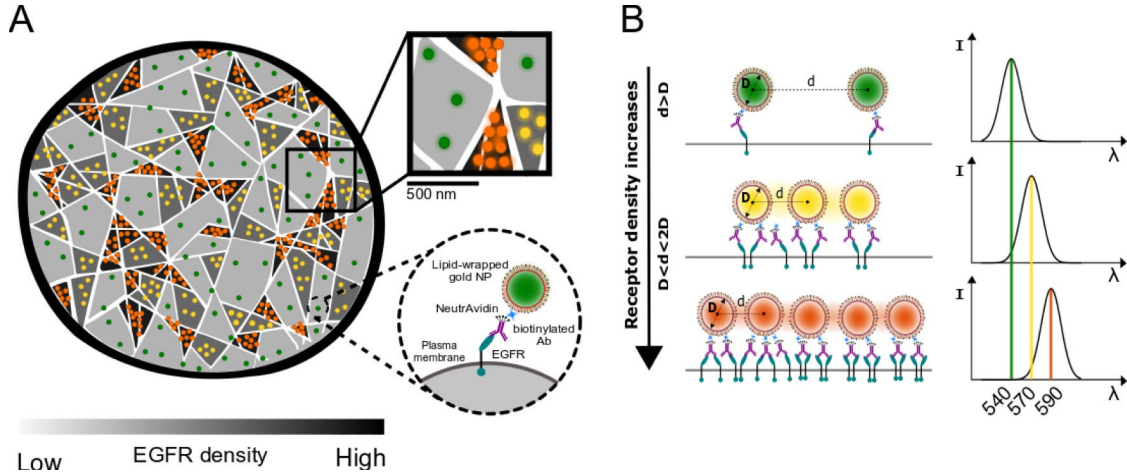 A
500 nm
Lipid-wrapped
gold NP
NeutrAvidin
biotinylated
Ab
Plasma
membrane
EGFR
Low
EGFR density
High
B
Receptor density increases
d>D
D<d<2D
D
d
D
d
D
d
I
λ
I
λ
I
λ
540
570
590